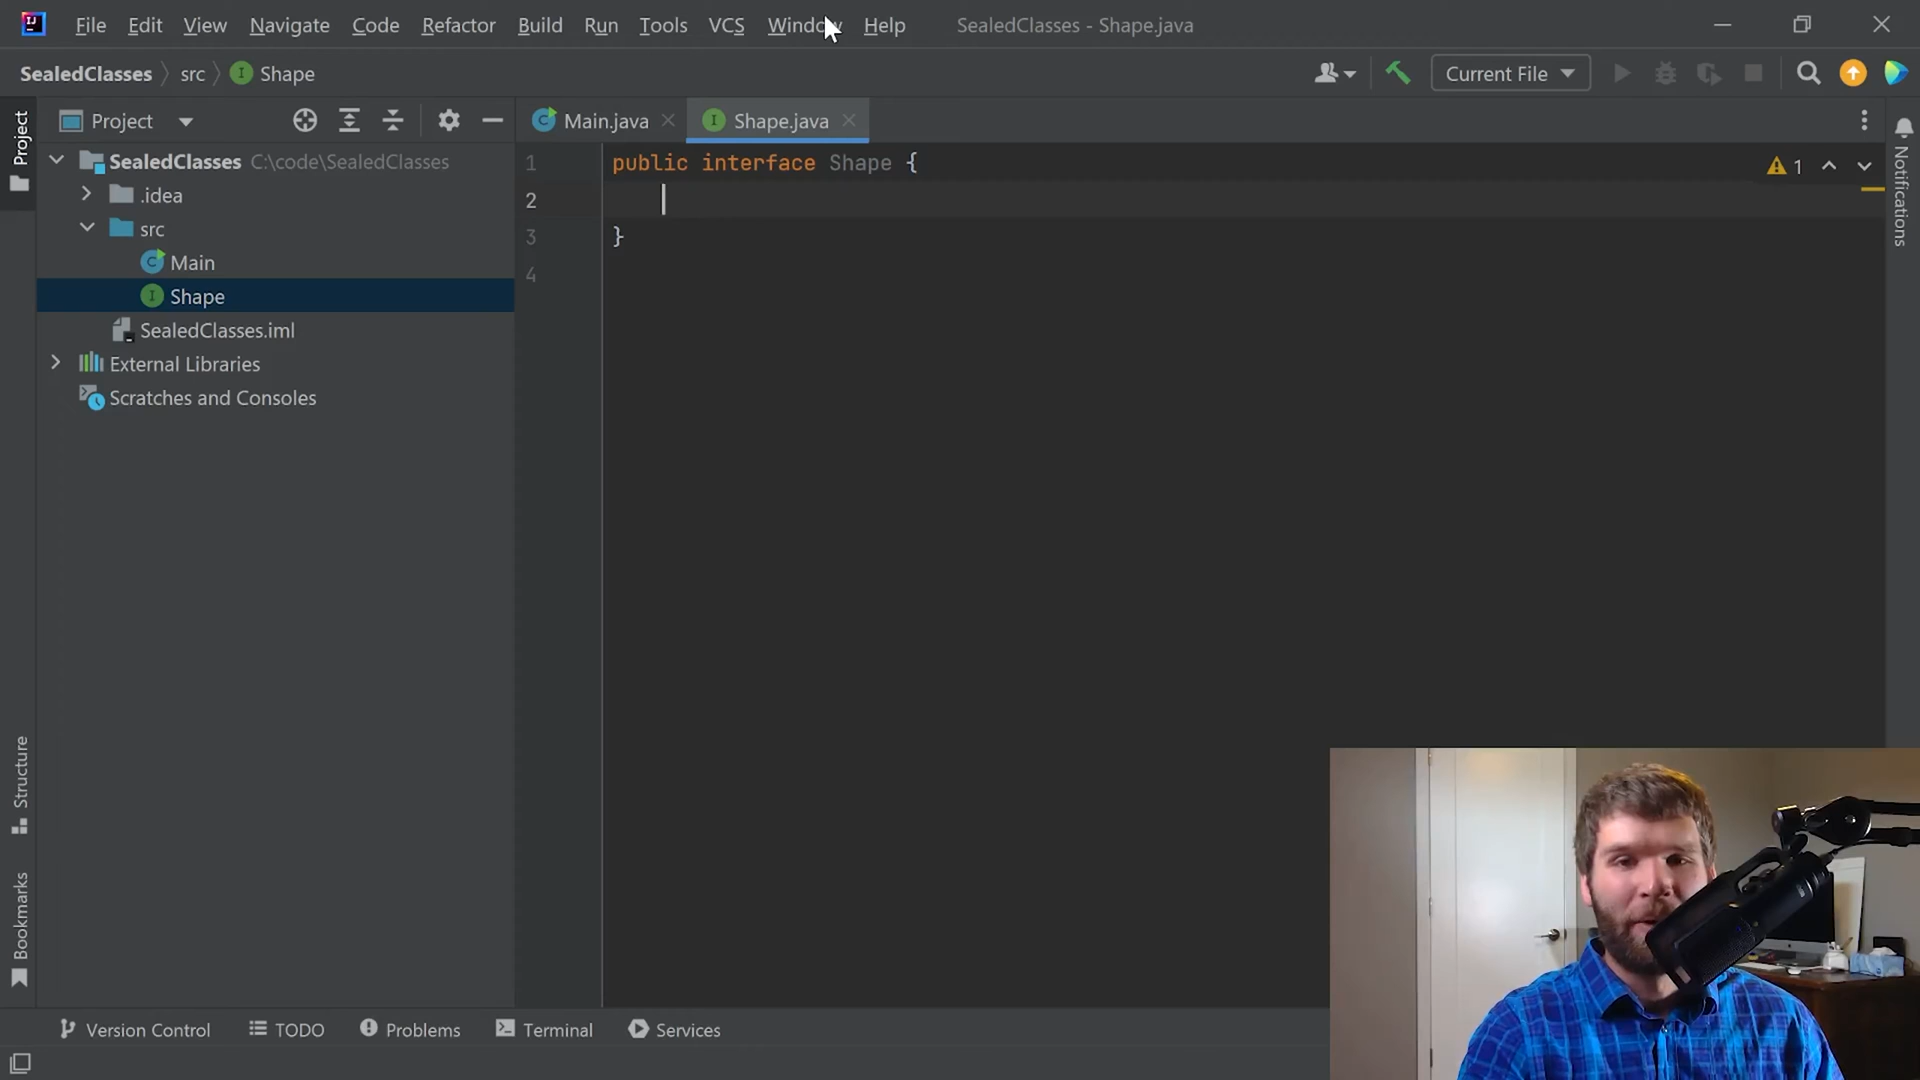 File Edit View Navigate Code Refactor Build Run Tools VCS Window Help SealedClasses - Shape.java
SealedClasses src Shape
Current File
Project
Project
Main.java
Shape.java
Notifications
SealedClasses C:\code\SealedClasses
.idea
src
Main
Shape
SealedClasses.iml
External Libraries
Scratches and Consoles
1 public interface Shape {
2
3 }
4
1
Structure
Bookmarks
Version Control TODO Problems Terminal Services